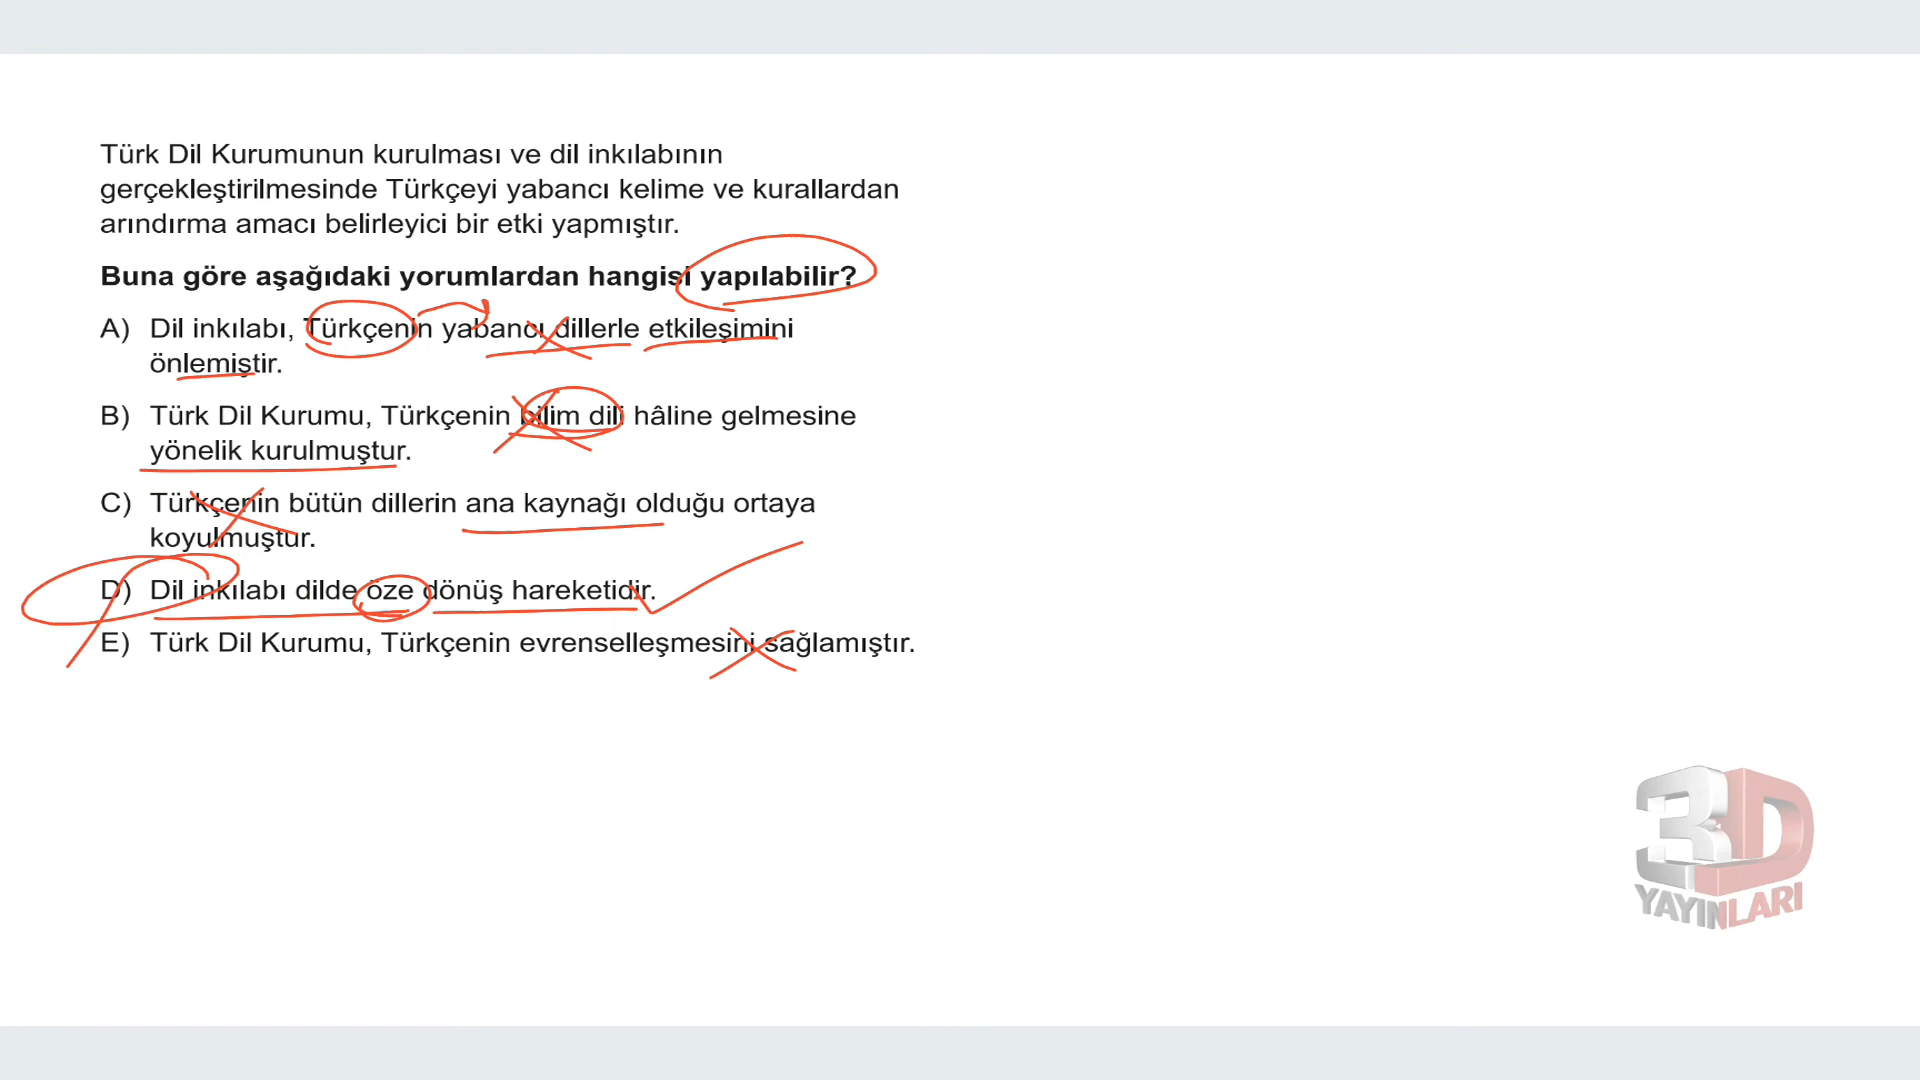 Türk Dil Kurumunun kurulması ve dil inkılabının
gerçekleştirilmesinde Türkçeyi yabancı kelime ve kurallardan
arındırma amacı belirleyici bir etki yapmıştır.
Buna göre aşağıdaki yorumlardan hangisi yapılabilir?
A) Dil inkılabı, Türkçenin yabancı dillerle etkileşimini
önlemiştir.
B) Türk Dil Kurumu, Türkçenin bilim dili hâline gelmesine
yönelik kurulmuştur.
C) Türkçenin bütün dillerin ana kaynağı olduğu ortaya
koyulmuştur.
D) Dil inkılabı dilde öze dönüş hareketidir.
E) Türk Dil Kurumu, Türkçenin evrenselleşmesini sağlamıştır.
3D
YAYINLARI